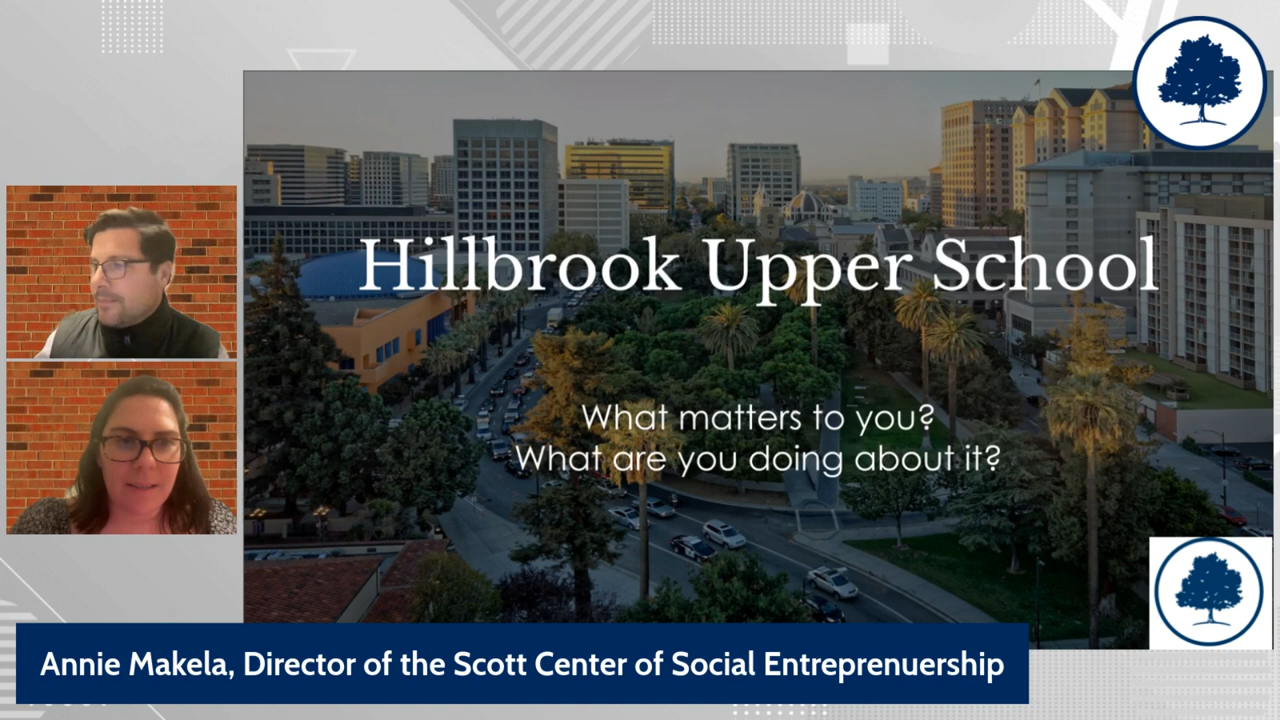 Hillbrook Upper School
What matters to you?
What are you doing about it?
Annie Makela, Director of the Scott Center of Social Entreprenuership